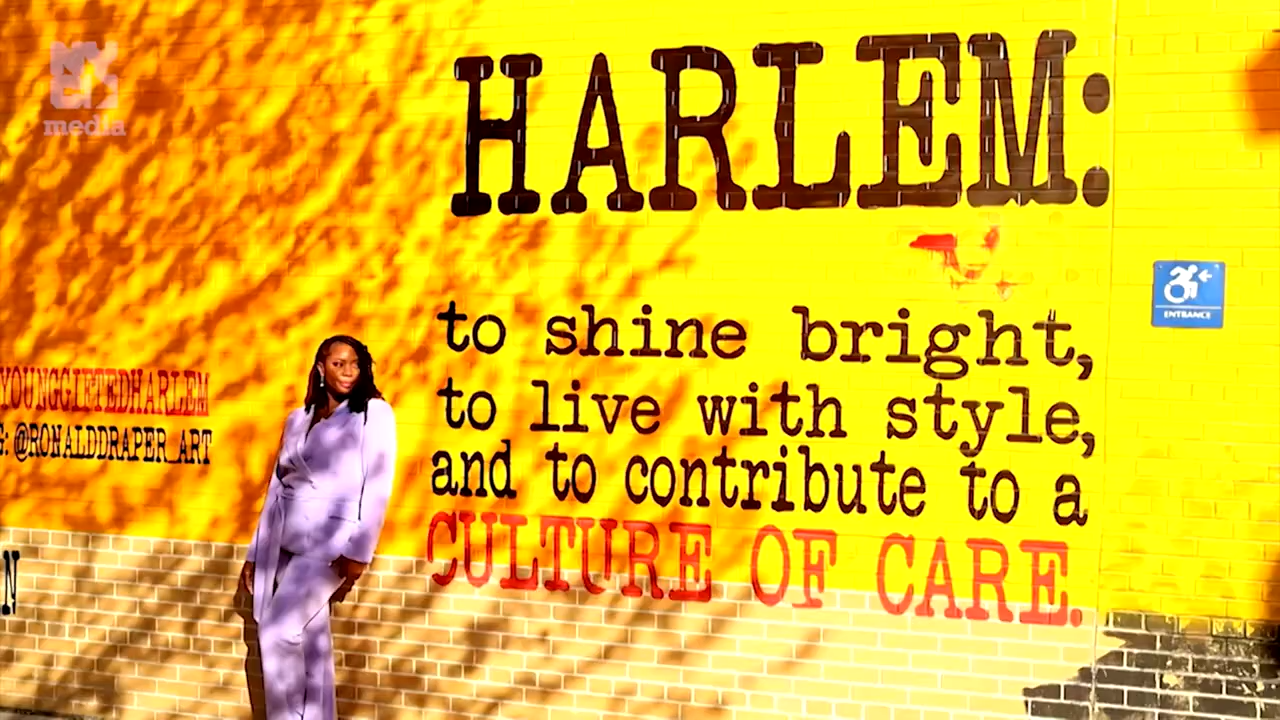 media
HARLEM:
to shine bright,
to live with style,
and to contribute to a
CULTURE OF CARE.
YOUNGGIFTEDHARLEM
G: @RONALDDRAPER_ART
N
ENTRANCE